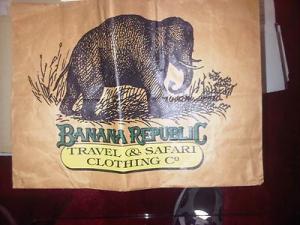 BANANA REPUBLIC
TRAVEL & SAFARI
CLOTHING Co